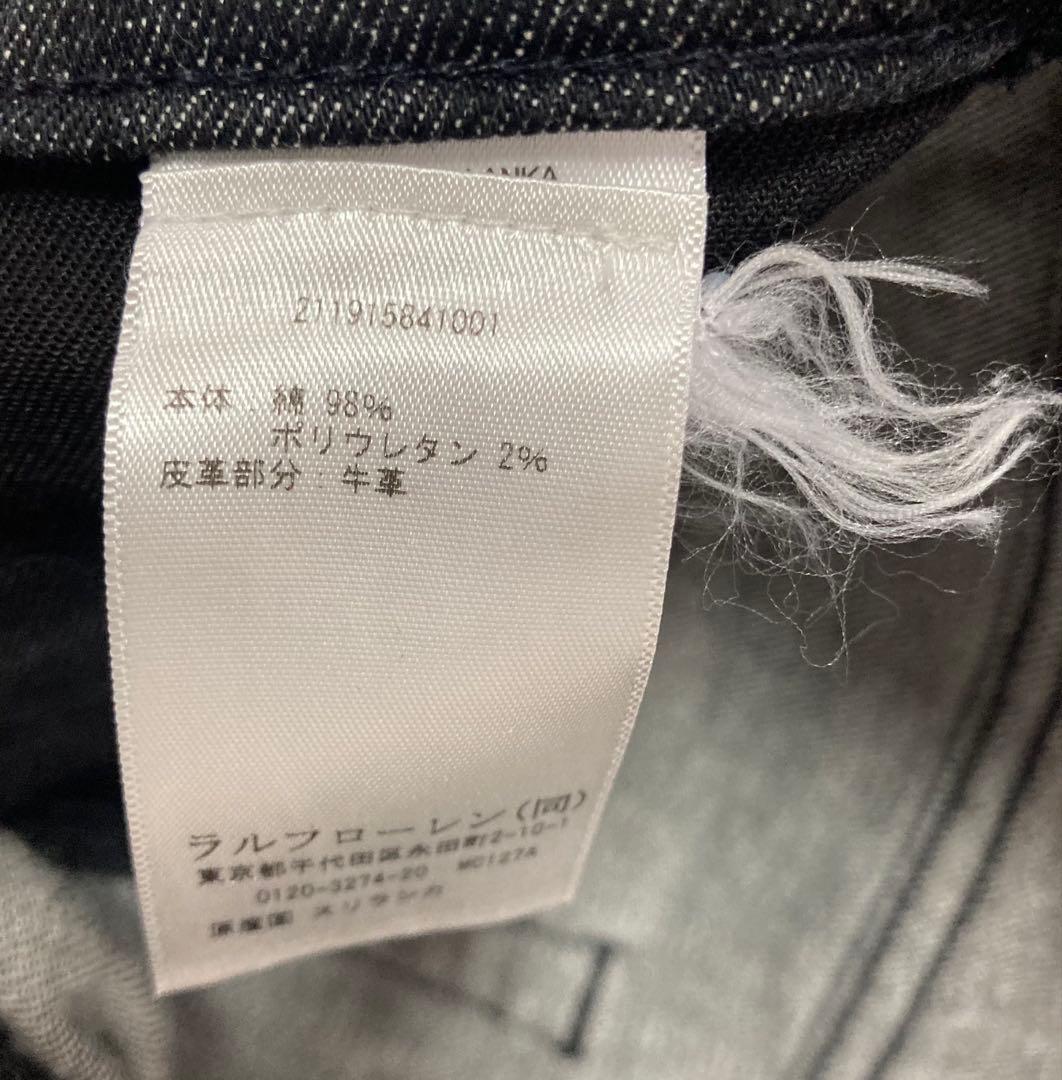 LANKA
211915841001
本体 : 綿 98%
ポリウレタン 2%
皮革部分 : 牛革
ラルフローレン(同)
東京都千代田区永田町2-10-1
0120-3274-20 MC127A
原産国 スリランカ